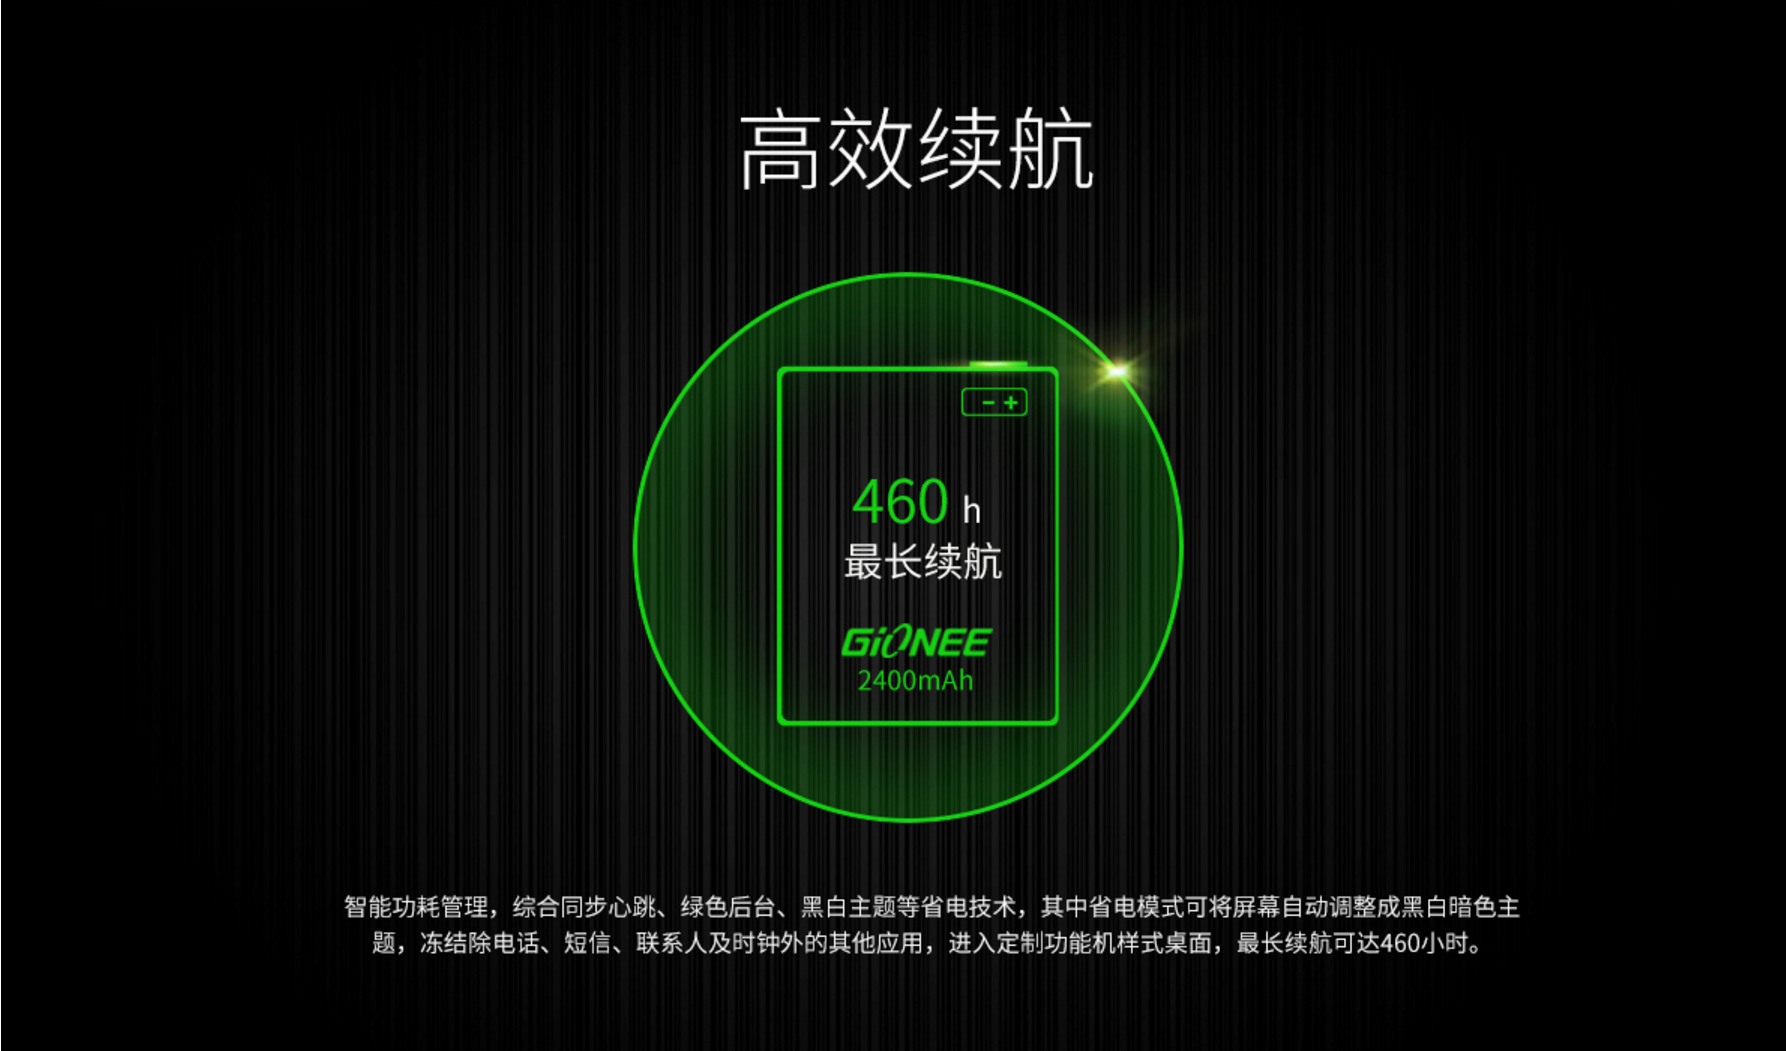 高效续航
- +
460 h
最长续航
GiONEE
2400mAh
智能功耗管理，综合同步心跳、绿色后台、黑白主题等省电技术，其中省电模式可将屏幕自动调整成黑白暗色主
题，冻结除电话、短信、联系人及时钟外的其他应用，进入定制功能机样式桌面，最长续航可达460小时。